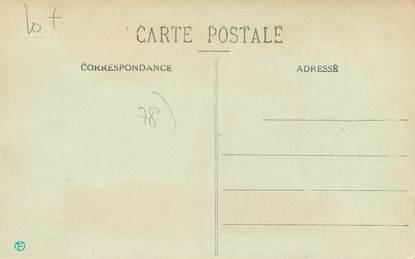 Lot
CARTE POSTALE
CORRESPONDANCE
ADRESSE
78)